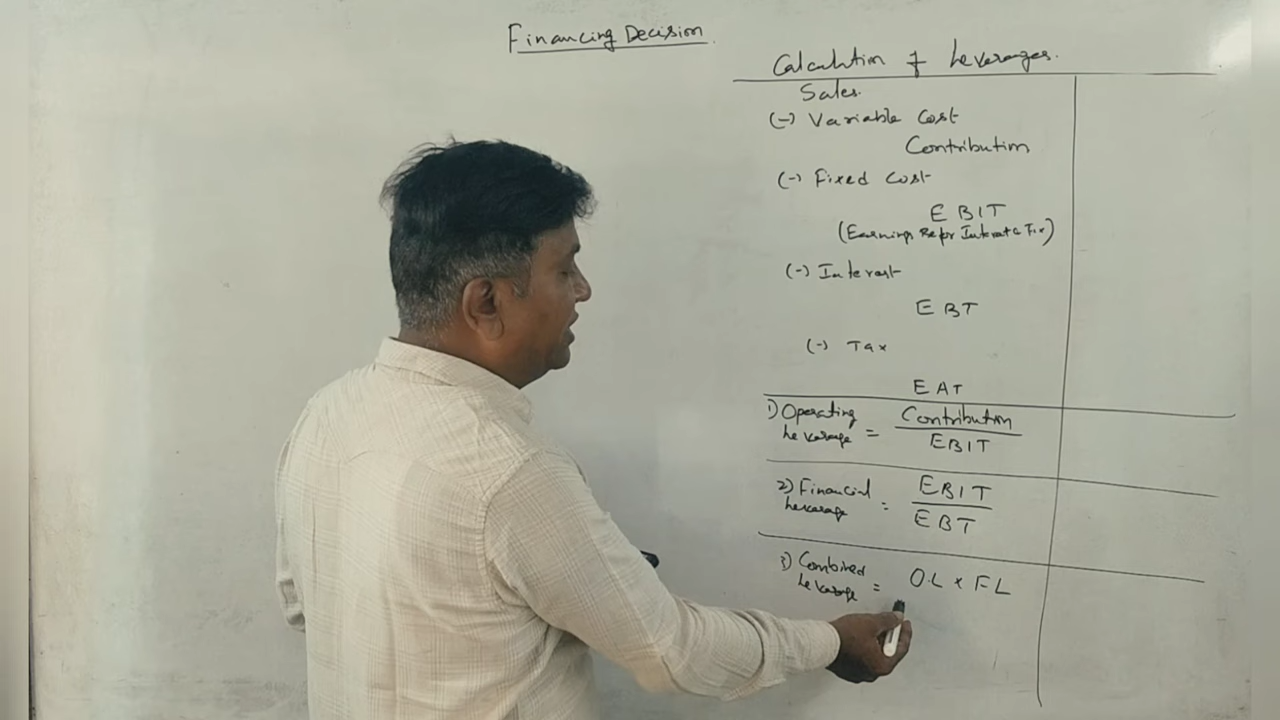 Financing Decision
Calculation of Leverages.
Sales.
(-) Variable Cost
Contribution
(-) Fixed Cost
EBIT
(Earnings Before Interest & Tax)
(-) Interest
EBT
(-) Tax
EAT
1) Operating Leverage = Contribution / EBIT
2) Financial Leverage = EBIT / EBT
3) Combined Leverage = O.L x FL